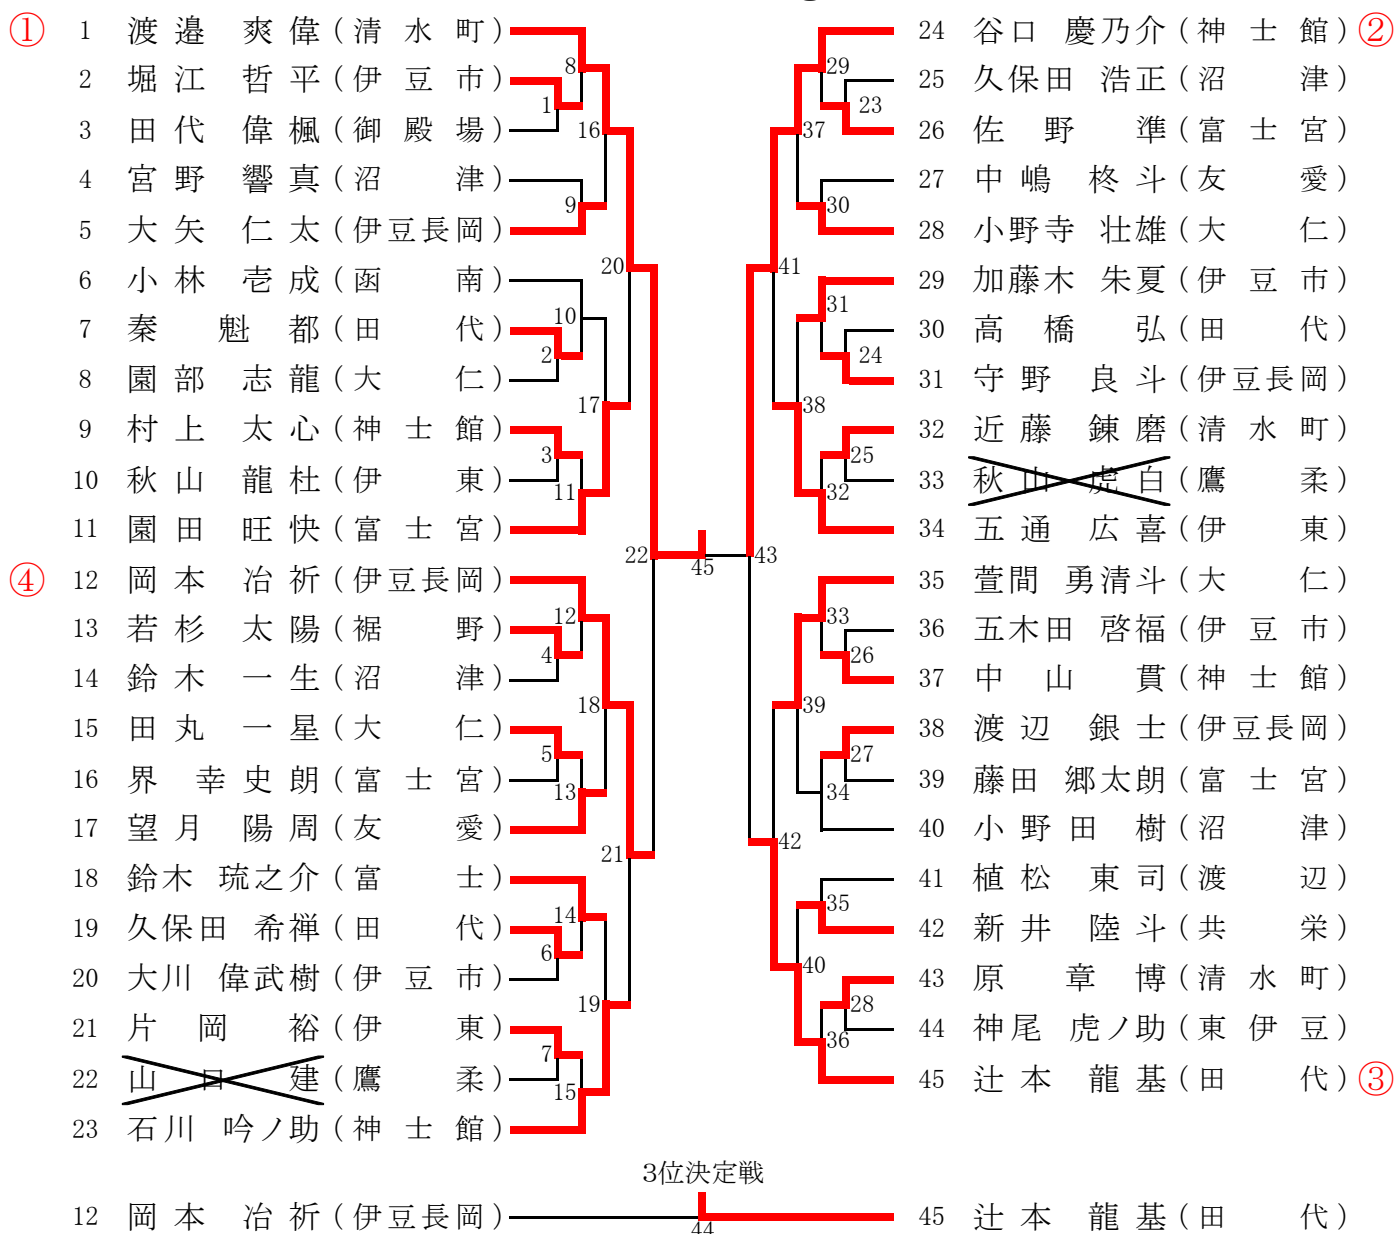 ① 1 渡邉 爽偉(清水町)
2 堀江 哲平(伊豆市)
3 田代 偉楓(御殿場)
4 宮野 響真(沼津)
5 大矢 仁太(伊豆長岡)
6 小林 壱成(函南)
7 秦 魁都(田代)
8 園部 志龍(大仁)
9 村上 太心(神士館)
10 秋山 龍杜(伊東)
11 園田 旺快(富士宮)
④ 12 岡本 冶祈(伊豆長岡)
13 若杉 太陽(裾野)
14 鈴木 一生(沼津)
15 田丸 一星(大仁)
16 界 幸史朗(富士宮)
17 望月 陽周(友愛)
18 鈴木 琉之介(富士)
19 久保田 希禅(田代)
20 大川 偉武樹(伊豆市)
21 片岡 裕(伊東)
22 山口 建(鷹柔)
23 石川 吟ノ助(神士館)
1
2
3
4
5
6
7
8
9
10
11
12
13
14
15
16
17
18
19
20
21
22
45
43
41
42
37
38
39
40
29
30
31
32
33
34
35
36
23
24
25
26
27
28
24 谷口 慶乃介(神士館) ②
25 久保田 浩正(沼津)
26 佐野 準(富士宮)
27 中嶋 柊斗(友愛)
28 小野寺 壮雄(大仁)
29 加藤木 朱夏(伊豆市)
30 高橋 弘(田代)
31 守野 良斗(伊豆長岡)
32 近藤 錬磨(清水町)
33 秋山 虎白(鷹柔)
34 五通 広喜(伊東)
35 萱間 勇清斗(大仁)
36 五木田 啓福(伊豆市)
37 中山 貫(神士館)
38 渡辺 銀士(伊豆長岡)
39 藤田 郷太朗(富士宮)
40 小野田 樹(沼津)
41 植松 東司(渡辺)
42 新井 陸斗(共栄)
43 原 章博(清水町)
44 神尾 虎ノ助(東伊豆)
45 辻本 龍基(田代) ③
3位決定戦
12 岡本 冶祈(伊豆長岡) 44 45 辻本 龍基(田代)